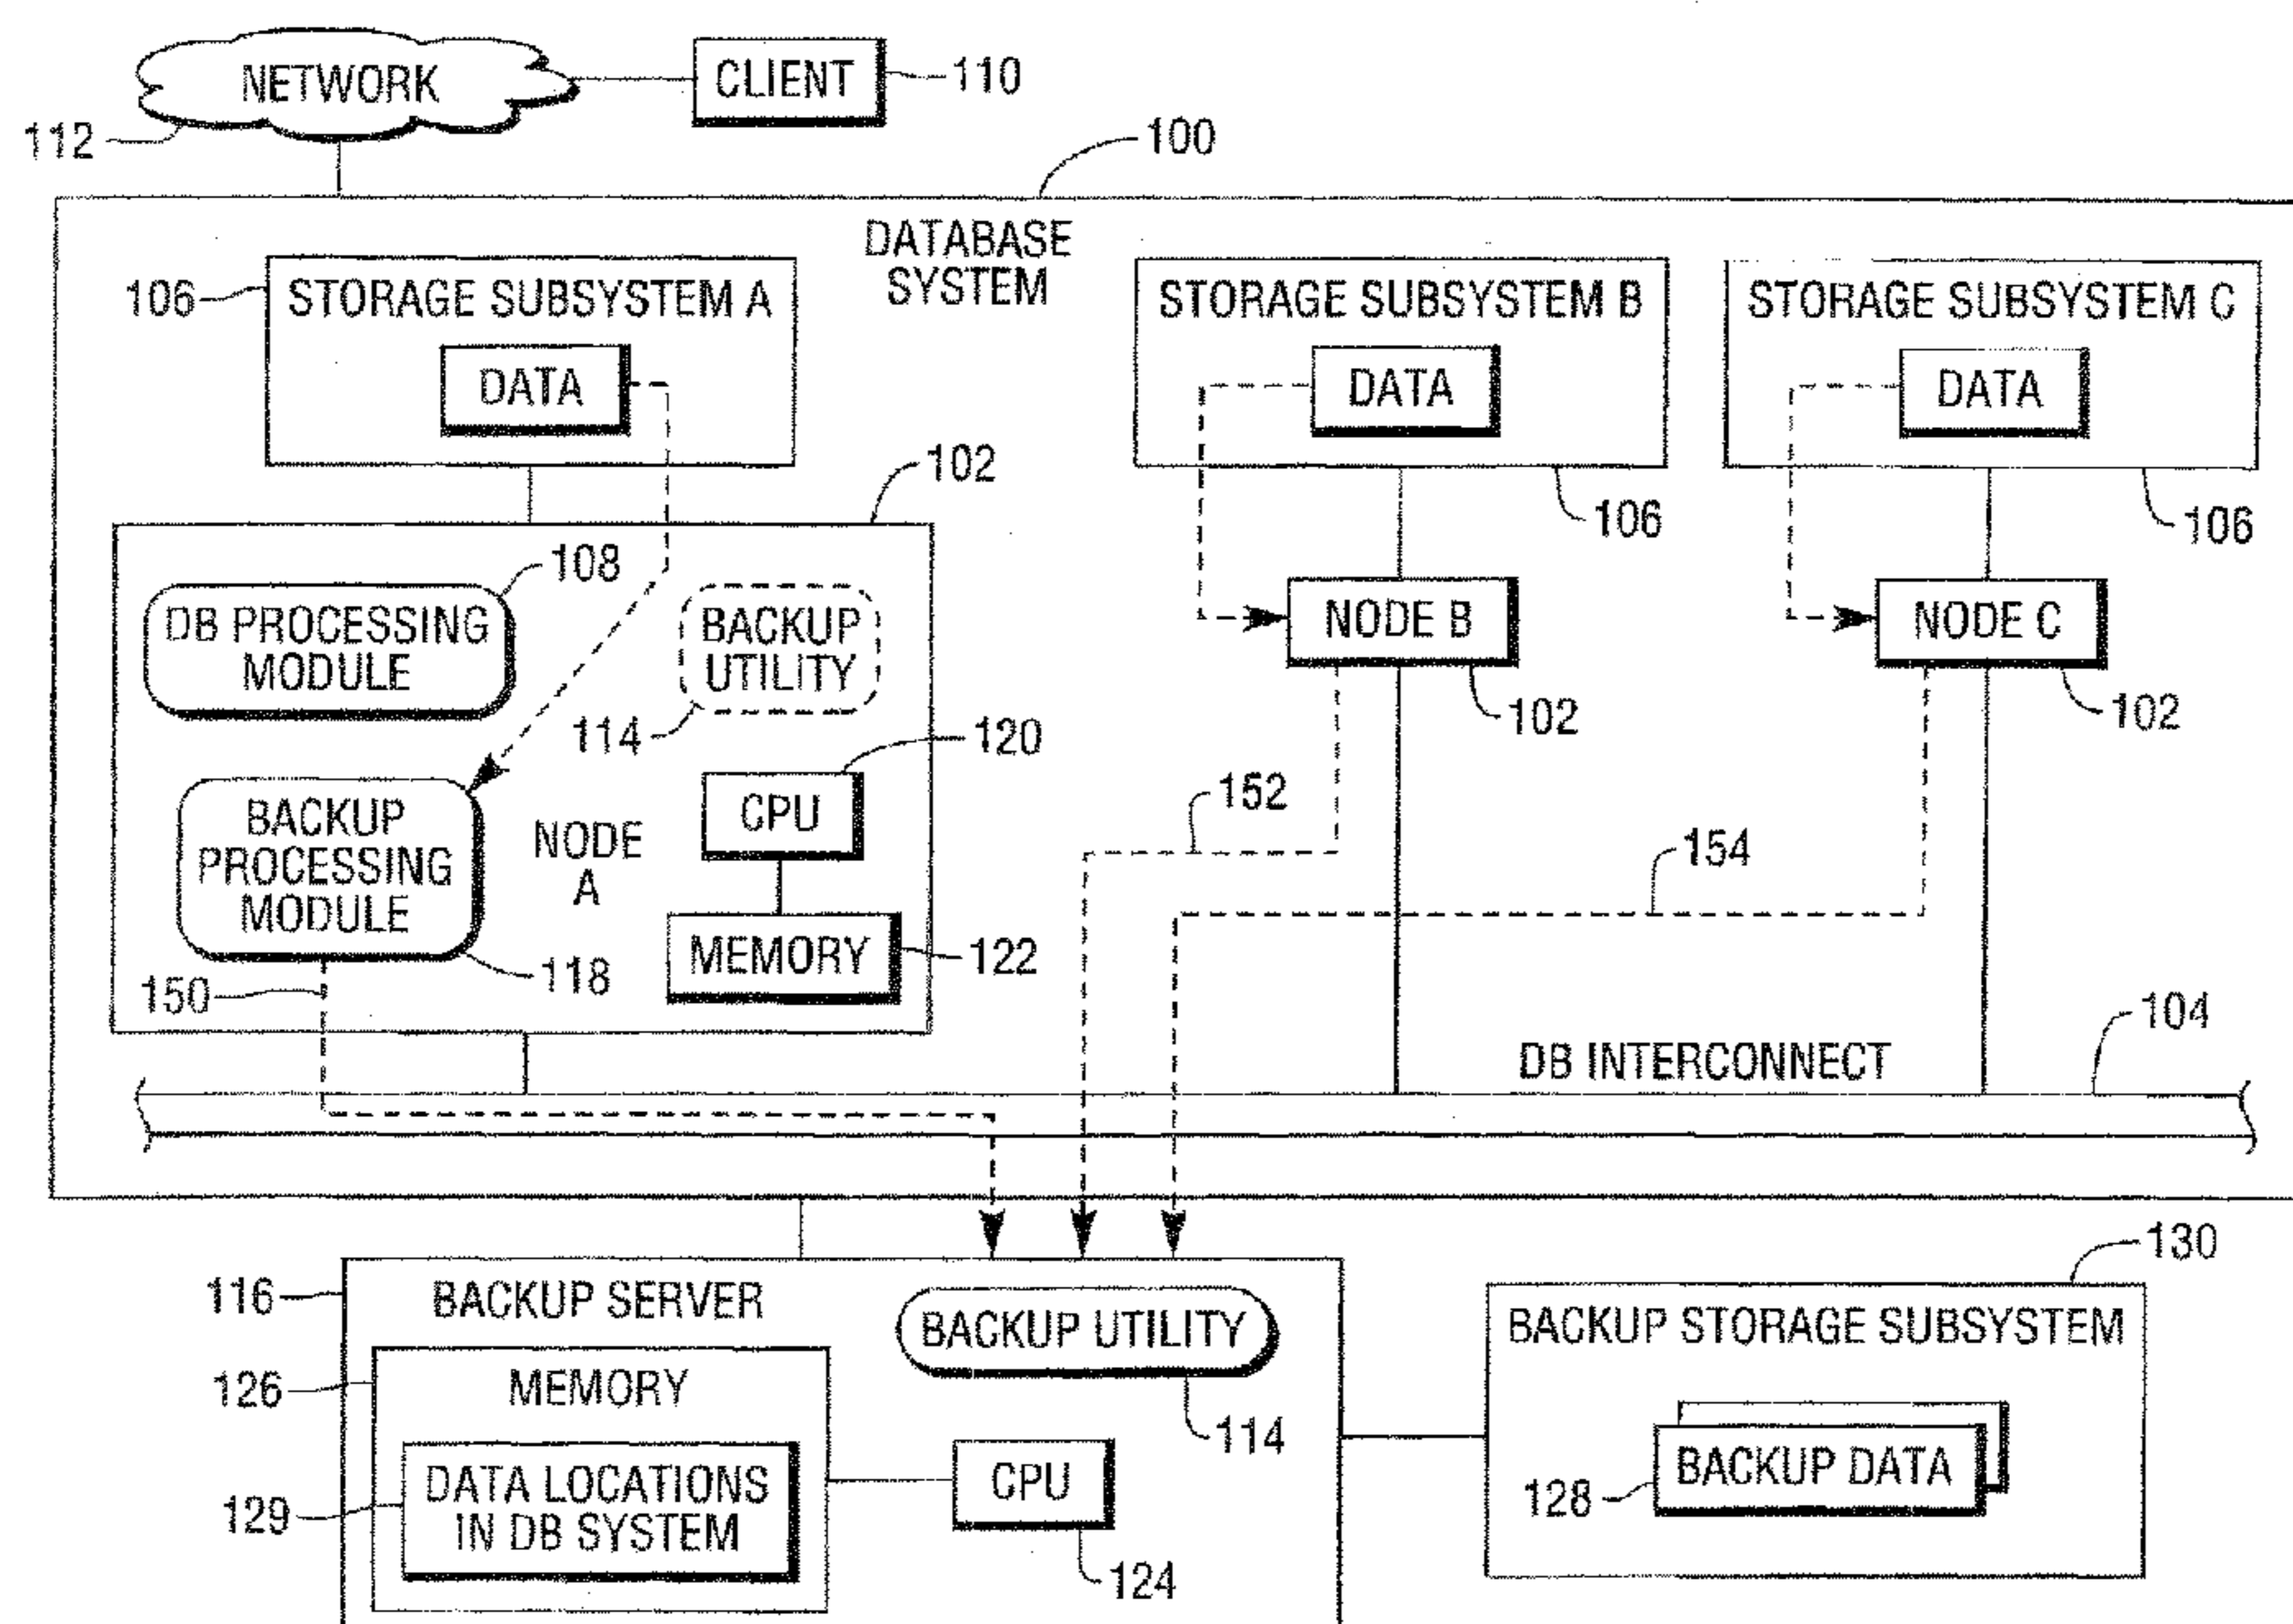 NETWORK
CLIENT
110
112
100
DATABASE
SYSTEM
106
STORAGE SUBSYSTEM A
DATA
STORAGE SUBSYSTEM B
DATA
106
STORAGE SUBSYSTEM C
DATA
106
102
108
DB PROCESSING
MODULE
BACKUP
UTILITY
114
120
CPU
BACKUP
PROCESSING
MODULE
NODE
A
MEMORY
122
118
150
NODE B
102
NODE C
102
152
154
104
DB INTERCONNECT
116
BACKUP SERVER
BACKUP UTILITY
114
126
MEMORY
129
DATA LOCATIONS
IN DB SYSTEM
CPU
124
130
BACKUP STORAGE SUBSYSTEM
128
BACKUP DATA